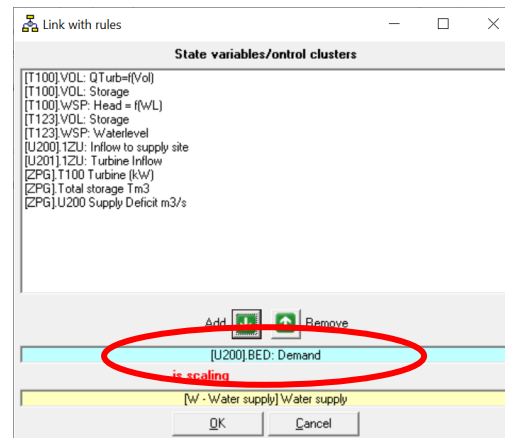 Link with rules
State variables/ontrol clusters
[T100].VOL: QTurb=f(Vol)
[T100].VOL: Storage
[T100].WSP: Head = f(WL)
[T123].VOL: Storage
[T123].WSP: Waterlevel
[U200].1ZU: Inflow to supply site
[U201].1ZU: Turbine Inflow
[ZPG].T100 Turbine (kW)
[ZPG].Total storage Tm3
[ZPG].U200 Supply Deficit m3/s
Add Remove
[U200].BED: Demand
is scaling
[W - Water supply] Water supply
OK Cancel